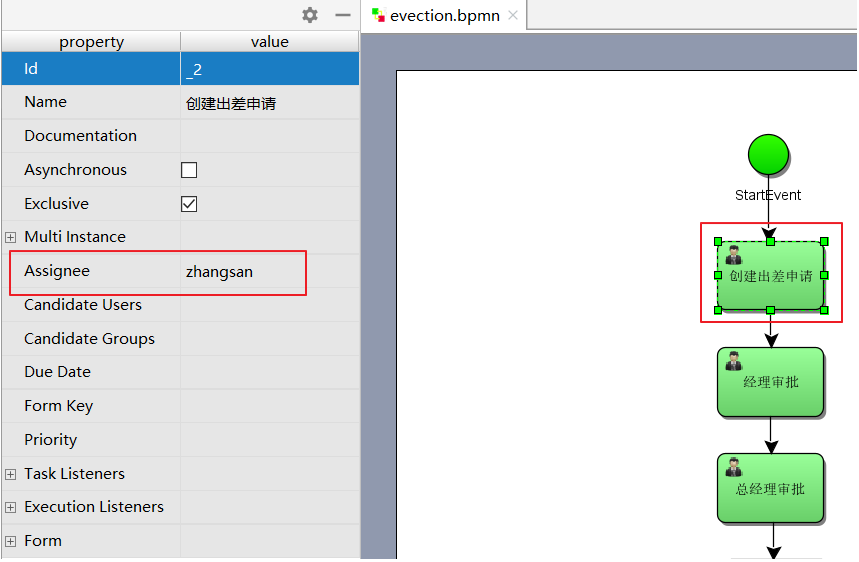 evection.bpmn
property value
Id _2
Name 创建出差申请
Documentation
Asynchronous
Exclusive
Multi Instance
Assignee zhangsan
Candidate Users
Candidate Groups
Due Date
Form Key
Priority
Task Listeners
Execution Listeners
Form
StartEvent
创建出差申请
经理审批
总经理审批